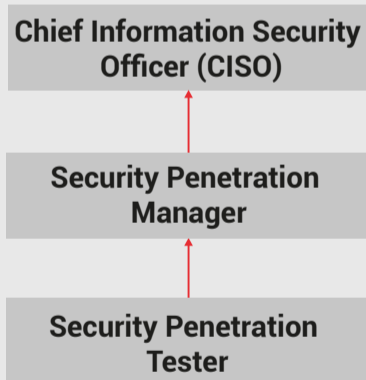 Chief Information Security
Officer (CISO)
Security Penetration
Manager
Security Penetration
Tester